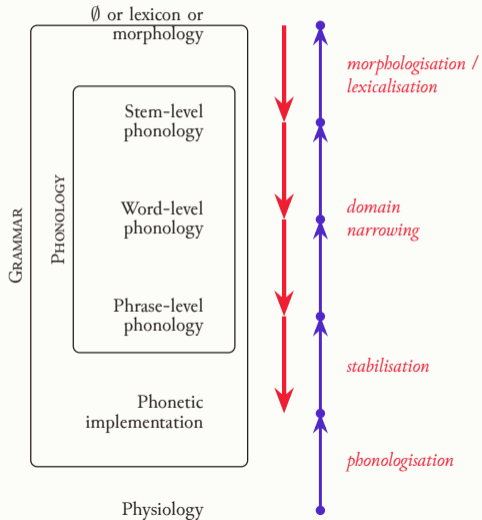 ∅ or lexicon or
morphology
Stem-level
phonology
Word-level
phonology
Phrase-level
phonology
Phonetic
implementation
Physiology
GRAMMAR
PHONOLOGY
morphologisation /
lexicalisation
domain
narrowing
stabilisation
phonologisation